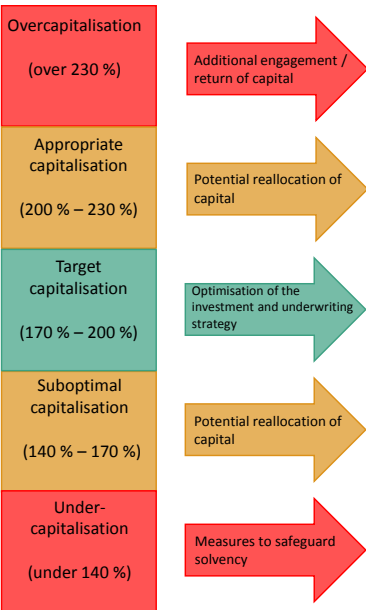 Overcapitalisation
(over 230 %)
Additional engagement /
return of capital
Appropriate
capitalisation
(200 % – 230 %)
Potential reallocation of
capital
Target
capitalisation
(170 % – 200 %)
Optimisation of the
investment and underwriting
strategy
Suboptimal
capitalisation
(140 % – 170 %)
Potential reallocation of
capital
Under-
capitalisation
(under 140 %)
Measures to safeguard
solvency